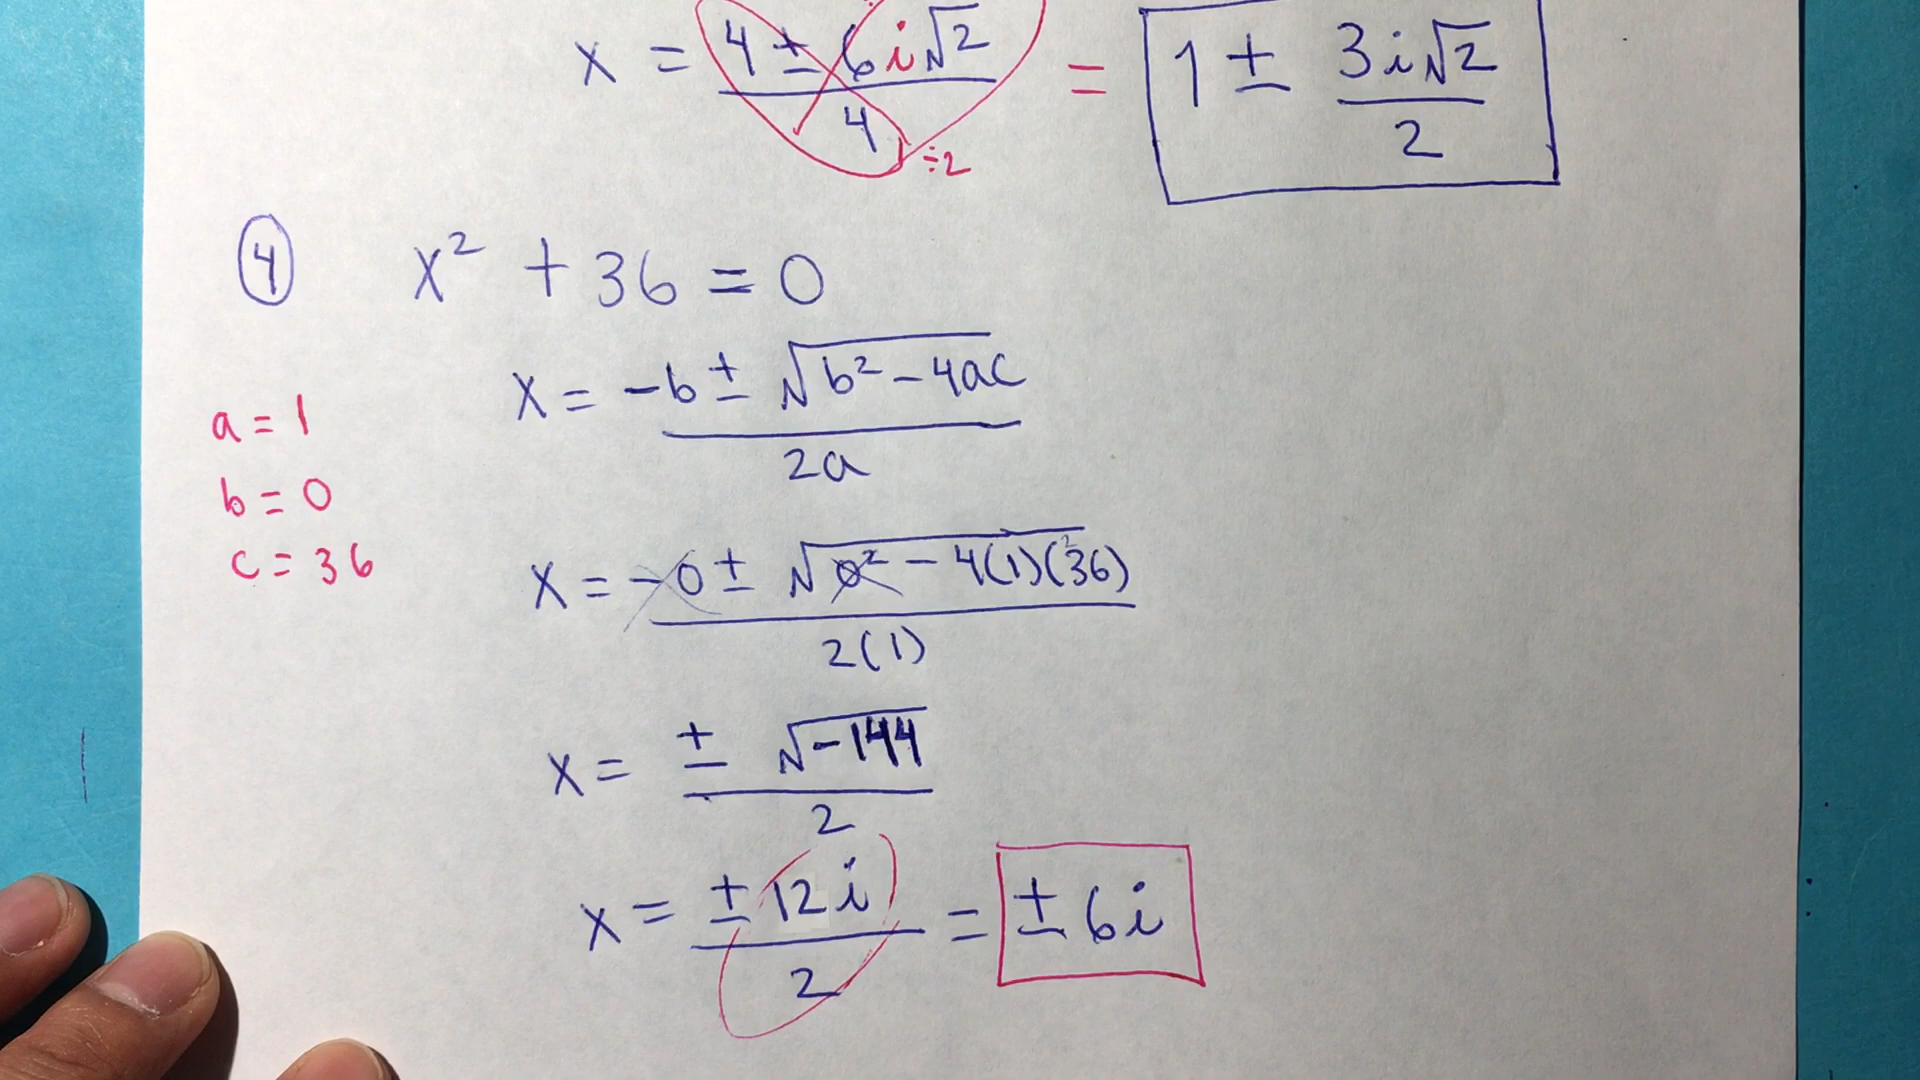 x = 4 ± 6i√2 / 4 ÷2 = 1 ± 3i√2 / 2
④ x² + 36 = 0
x = -b ± √b² - 4ac / 2a
a = 1
b = 0
c = 36
x = -0 ± √0² - 4(1)(36) / 2(1)
x = ± √-144 / 2
x = ± 12i / 2 = ± 6i